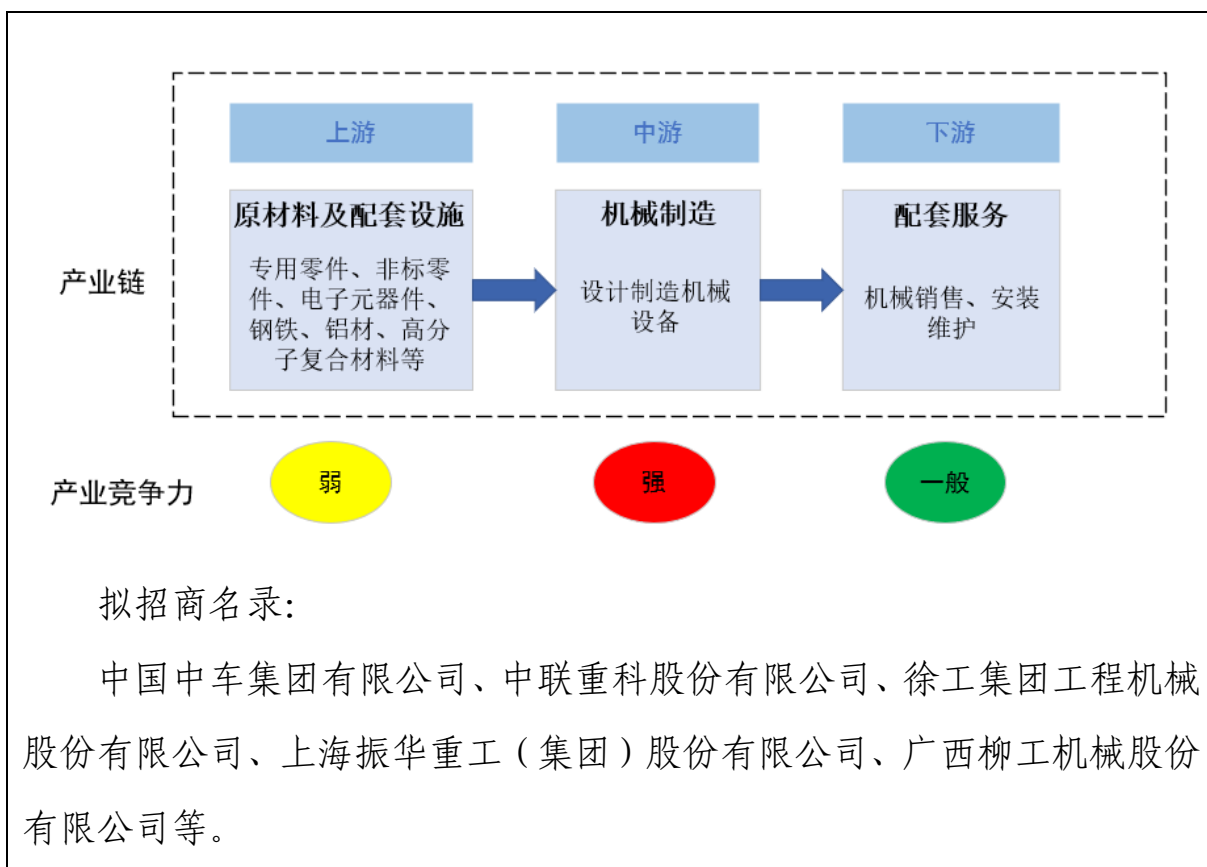 上游
中游
下游
产业链
原材料及配套设施
专用零件、非标零
件、电子元器件、
钢铁、铝材、高分
子复合材料等
机械制造
设计制造机械
设备
配套服务
机械销售、安装
维护
产业竞争力
弱
强
一般
拟招商名录：
中国中车集团有限公司、中联重科股份有限公司、徐工集团工程机械
股份有限公司、上海振华重工（集团）股份有限公司、广西柳工机械股份
有限公司等。